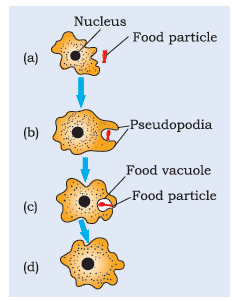 Nucleus
Food particle
(a)
(b)
Pseudopodia
Food vacuole
(c)
Food particle
(d)